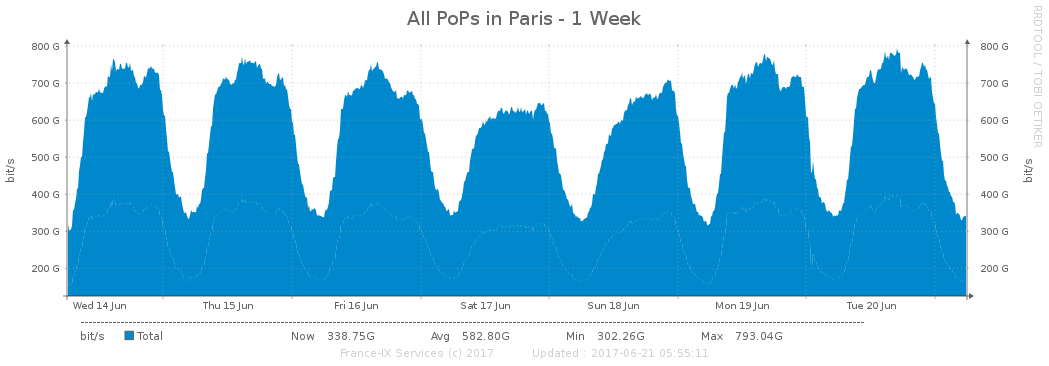 All PoPs in Paris - 1 Week
RRDTOOL / TOBI OETIKER
800 G 800 G
700 G 700 G
600 G 600 G
500 G 500 G
400 G 400 G
300 G 300 G
200 G 200 G
bit/s bit/s
Wed 14 Jun Thu 15 Jun Fri 16 Jun Sat 17 Jun Sun 18 Jun Mon 19 Jun Tue 20 Jun
bit/s Total Now 338.75G Avg 582.80G Min 302.26G Max 793.04G
France-IX Services (c) 2017 Updated : 2017-06-21 05:55:11